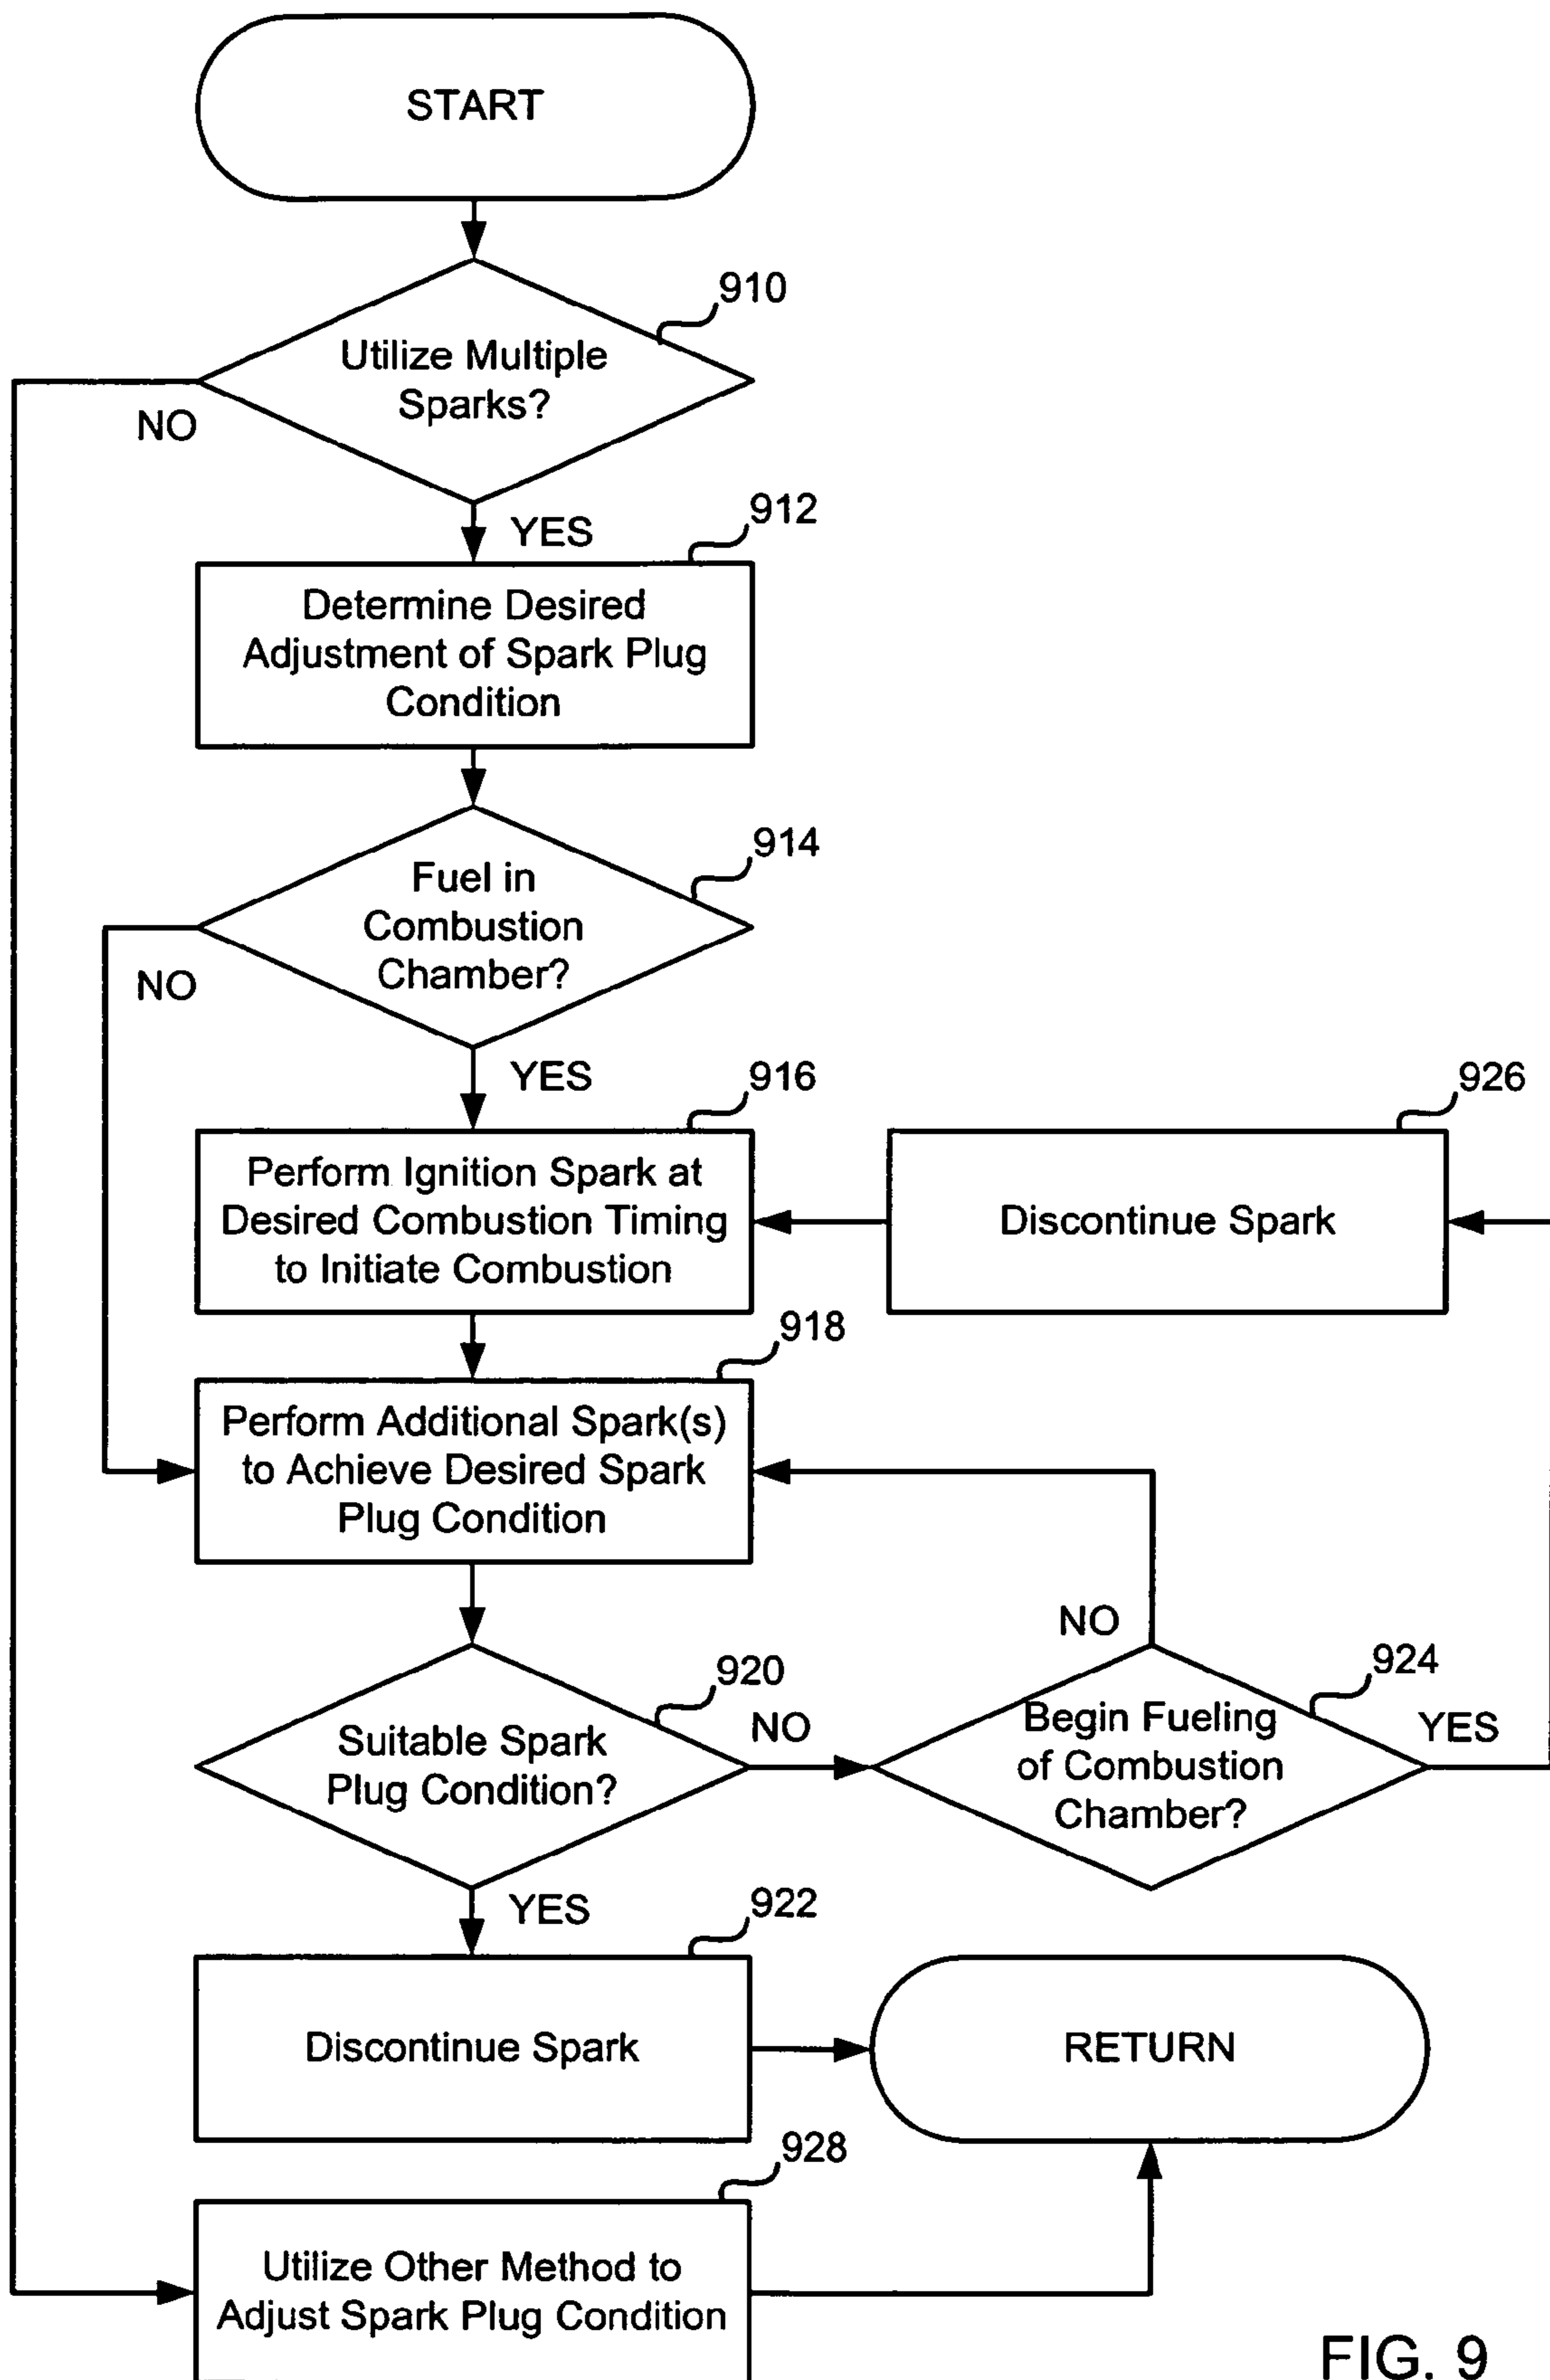 START
910
Utilize Multiple
Sparks?
NO
YES
912
Determine Desired
Adjustment of Spark Plug
Condition
914
Fuel in
Combustion
Chamber?
NO
YES
916
926
Perform Ignition Spark at
Desired Combustion Timing
to Initiate Combustion
Discontinue Spark
918
Perform Additional Spark(s)
to Achieve Desired Spark
Plug Condition
NO
920
924
Suitable Spark
Plug Condition?
NO
Begin Fueling
of Combustion
Chamber?
YES
YES
922
Discontinue Spark
RETURN
928
Utilize Other Method to
Adjust Spark Plug Condition
FIG. 9